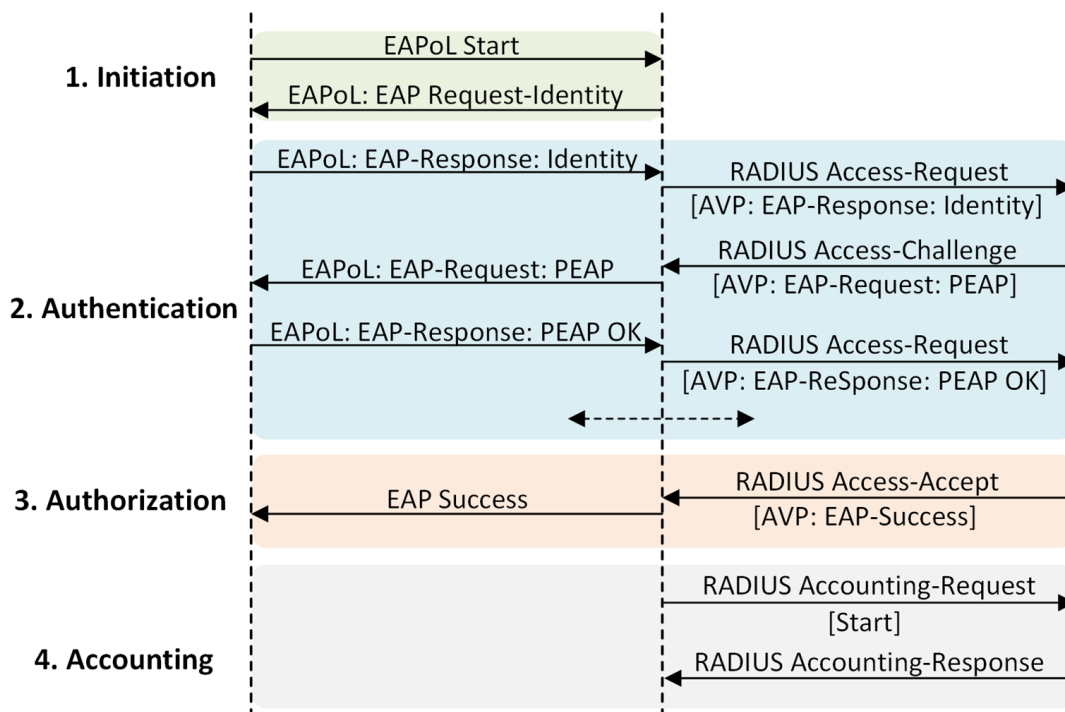 EAPoL Start
1. Initiation
EAPoL: EAP Request-Identity
EAPoL: EAP-Response: Identity
RADIUS Access-Request
[AVP: EAP-Response: Identity]
RADIUS Access-Challenge
EAPoL: EAP-Request: PEAP
[AVP: EAP-Request: PEAP]
2. Authentication
EAPoL: EAP-Response: PEAP OK
RADIUS Access-Request
[AVP: EAP-ReSponse: PEAP OK]
RADIUS Access-Accept
3. Authorization
EAP Success
[AVP: EAP-Success]
RADIUS Accounting-Request
[Start]
4. Accounting
RADIUS Accounting-Response